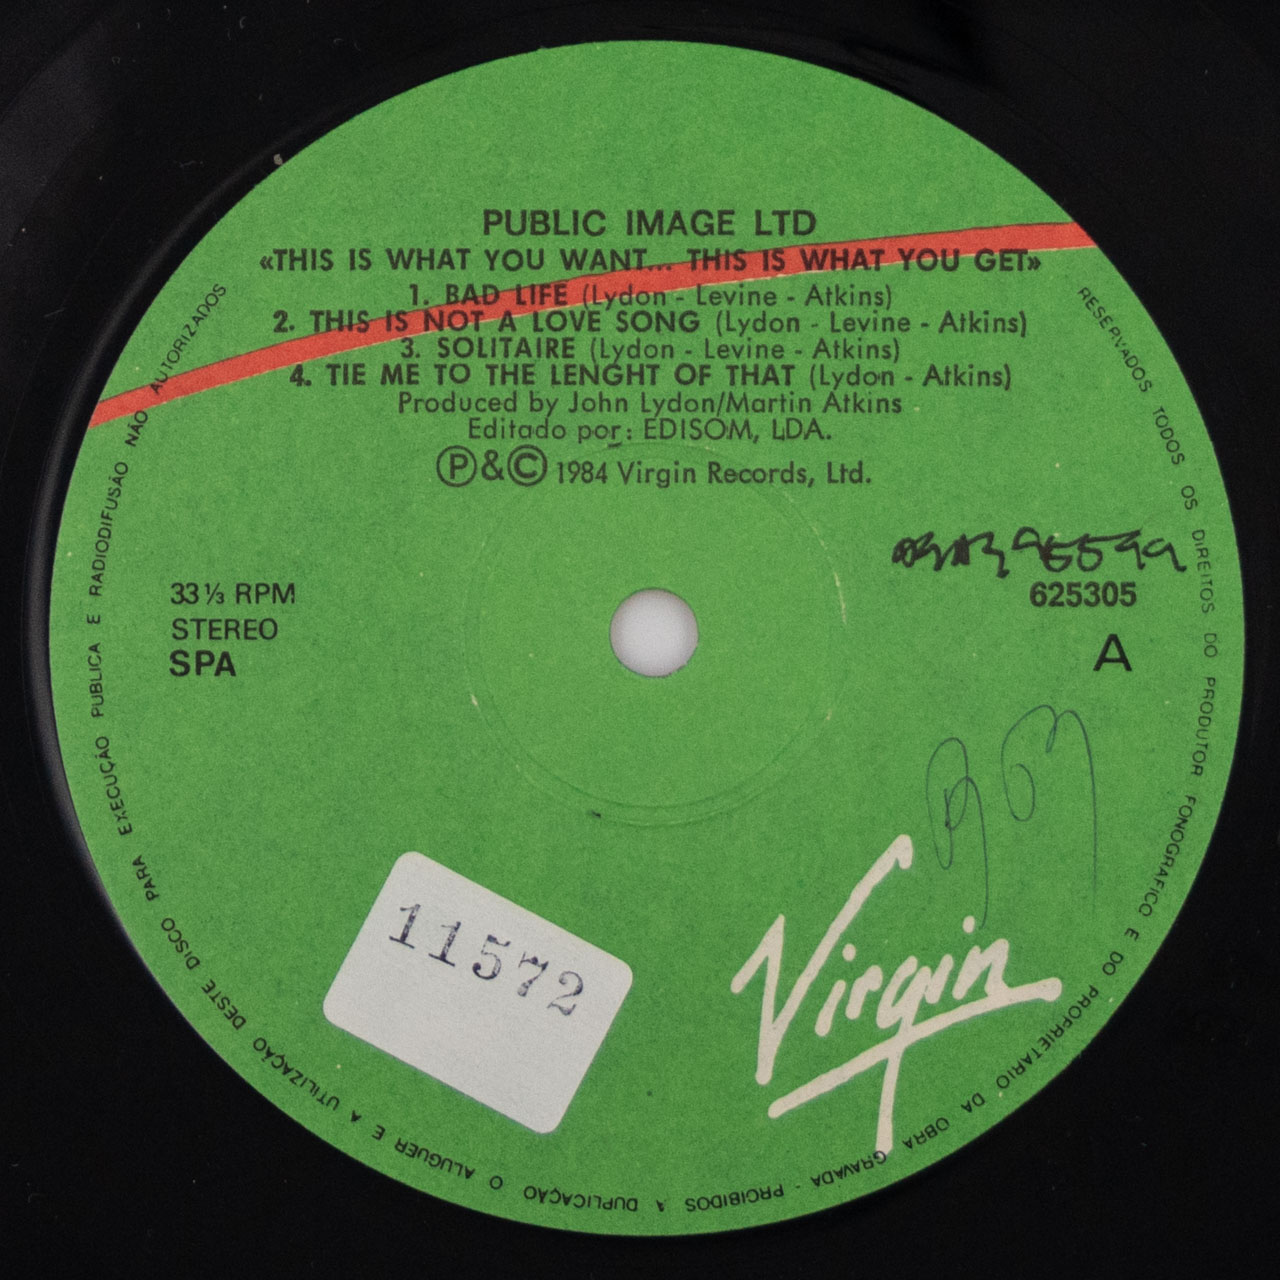 PUBLIC IMAGE LTD
«THIS IS WHAT YOU WANT... THIS IS WHAT YOU GET»
1. BAD LIFE (Lydon - Levine - Atkins)
2. THIS IS NOT A LOVE SONG (Lydon - Levine - Atkins)
3. SOLITAIRE (Lydon - Levine - Atkins)
4. TIE ME TO THE LENGHT OF THAT (Lydon - Atkins)
Produced by John Lydon/Martin Atkins
Editado por: EDISOM, LDA.
Ⓟ&© 1984 Virgin Records, Ltd.
33⅓ RPM
STEREO
SPA
625305
A
11572
Virgin
RESERVADOS TODOS OS DIREITOS DO PRODUTOR FONOGRAFICO E DO PROPRIETARIO DA OBRA GRAVADA - PROIBIDOS A DUPLICAÇÃO O ALUGUER E A UTILIZAÇÃO DESTE DISCO PARA EXECUÇÃO PUBLICA E RADIODIFUSÃO NÃO AUTORIZADOS